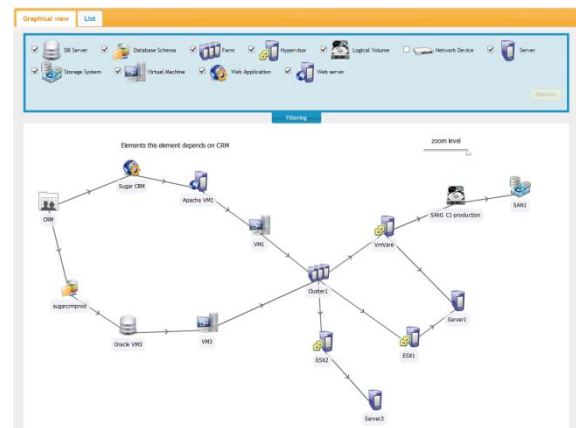 Graphical view List
DB Server Database Schema Farm Hypervisor Logical Volume Network Device Server
Storage System Virtual Machine Web Application Web server
Refresh
Filtering
Elements this element depends on CRM
zoom level
Sugar CRM
Apache VM1
CRM
SAN1 C1-production
SAN1
VM1
VmWare
Cluster1
sugarcrmprod
Oracle VM3
VM3
Server1
ESX2
ESX1
Server3